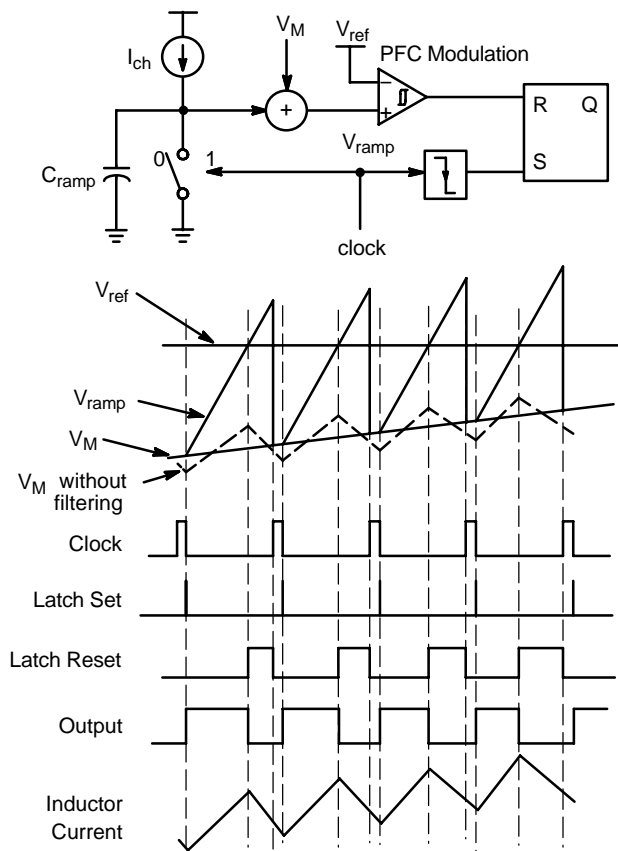 V_M
V_ref
PFC Modulation
I_ch
−
+
+
R Q
S
0 1
V_ramp
C_ramp
clock
V_ref
V_ramp
V_M
V_M without
filtering
Clock
Latch Set
Latch Reset
Output
Inductor
Current